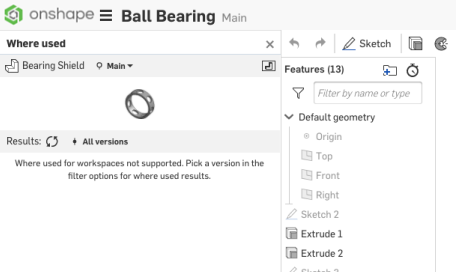 onshape Ball Bearing Main
Where used
Bearing Shield Main
Results: All versions
Where used for workspaces not supported. Pick a version in the
filter options for where used results.
Sketch
Features (13)
Filter by name or type
Default geometry
Origin
Top
Front
Right
Sketch 2
Extrude 1
Extrude 2
Sketch 3